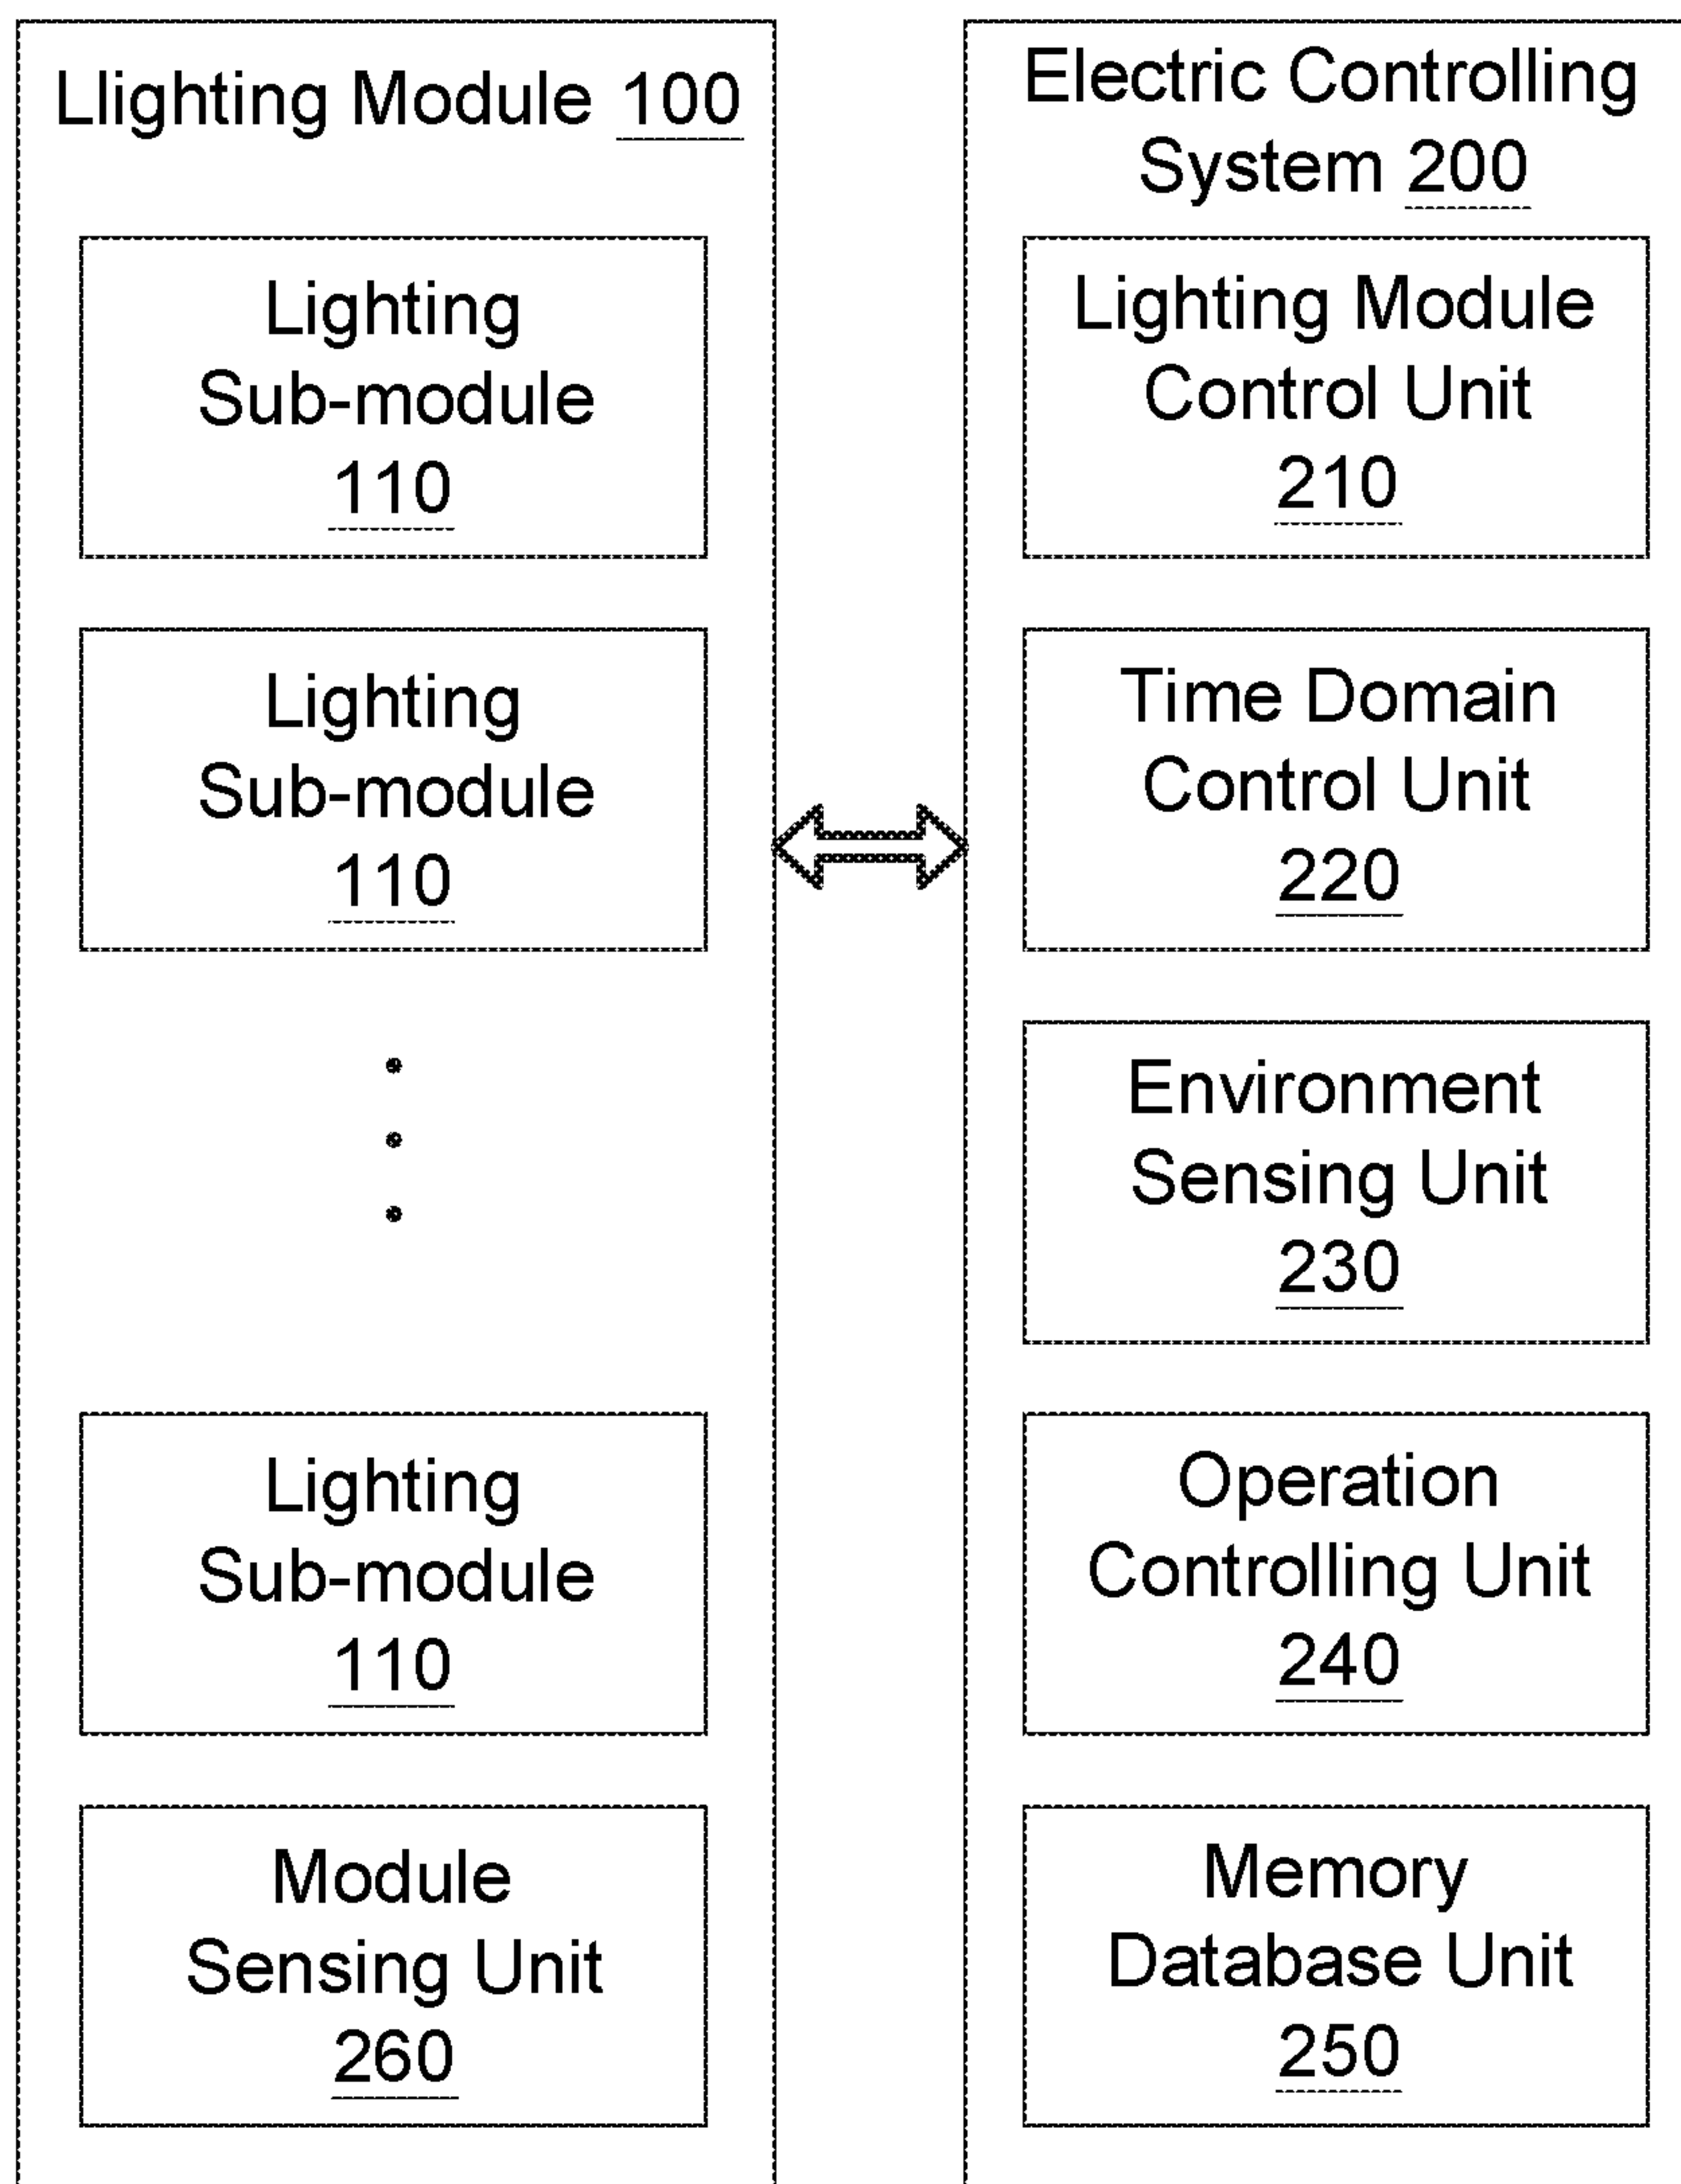 Llighting Module 100
Lighting
Sub-module
110
Lighting
Sub-module
110
Lighting
Sub-module
110
Module
Sensing Unit
260
Electric Controlling
System 200
Lighting Module
Control Unit
210
Time Domain
Control Unit
220
Environment
Sensing Unit
230
Operation
Controlling Unit
240
Memory
Database Unit
250